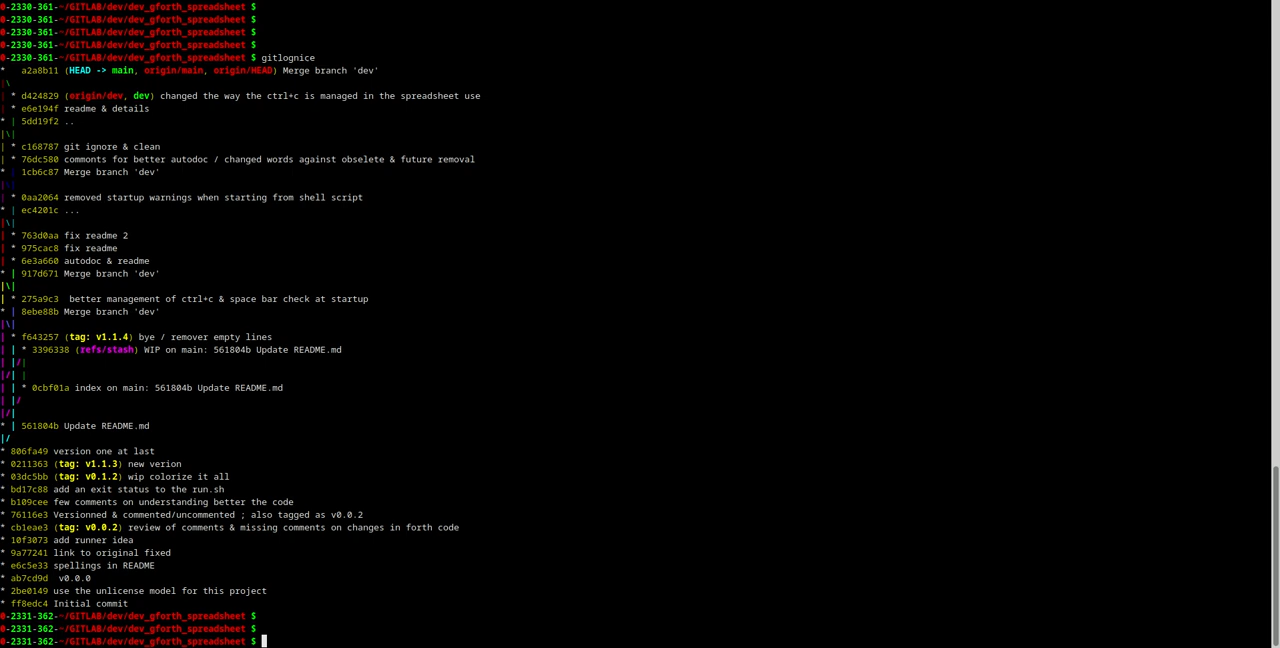 0-2330-361-~/GITLAB/dev/dev_gforth_spreadsheet $
0-2330-361-~/GITLAB/dev/dev_gforth_spreadsheet $
0-2330-361-~/GITLAB/dev/dev_gforth_spreadsheet $
0-2330-361-~/GITLAB/dev/dev_gforth_spreadsheet $
0-2330-361-~/GITLAB/dev/dev_gforth_spreadsheet $ gitlognice
*   a2a8b11 (HEAD -> main, origin/main, origin/HEAD) Merge branch 'dev'
|\
| * d424829 (origin/dev, dev) changed the way the ctrl+c is managed in the spreadsheet use
| * e6e194f readme & details
* | 5dd19f2 ..
|\|
| * c168787 git ignore & clean
| * 76dc580 commonts for better autodoc / changed words against obselete & future removal
* | 1cb6c87 Merge branch 'dev'
|\|
| * 0aa2064 removed startup warnings when starting from shell script
* | ec4201c ...
|\|
| * 763d0aa fix readme 2
| * 975cac8 fix readme
| * 6e3a660 autodoc & readme
* | 917d671 Merge branch 'dev'
|\|
| * 275a9c3  better management of ctrl+c & space bar check at startup
* | 8ebe88b Merge branch 'dev'
|\|
| * f643257 (tag: v1.1.4) bye / remover empty lines
| | * 3396338 (refs/stash) WIP on main: 561804b Update README.md
| |/|
|/| |
| | * 0cbf01a index on main: 561804b Update README.md
| |/
|/|
* | 561804b Update README.md
|/
* 806fa49 version one at last
* 0211363 (tag: v1.1.3) new verion
* 03dc5bb (tag: v0.1.2) wip colorize it all
* bd17c88 add an exit status to the run.sh
* b109cee few comments on understanding better the code
* 76116e3 Versionned & commented/uncommented ; also tagged as v0.0.2
* cb1eae3 (tag: v0.0.2) review of comments & missing comments on changes in forth code
* 10f3073 add runner idea
* 9a77241 link to original fixed
* e6c5e33 spellings in README
* ab7cd9d  v0.0.0
* 2be0149 use the unlicense model for this project
* ff8edc4 Initial commit
0-2331-362-~/GITLAB/dev/dev_gforth_spreadsheet $
0-2331-362-~/GITLAB/dev/dev_gforth_spreadsheet $
0-2331-362-~/GITLAB/dev/dev_gforth_spreadsheet $